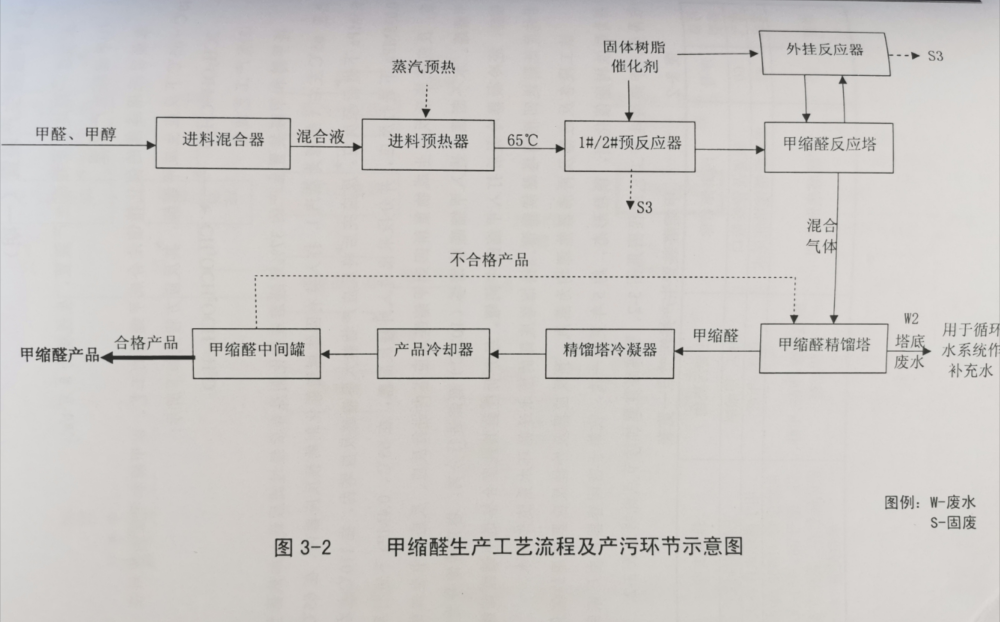 固体树脂
催化剂
外挂反应器
S3
蒸汽预热
甲醛、甲醇
进料混合器
混合液
进料预热器
65℃
1#/2#预反应器
甲缩醛反应塔
S3
混合
气体
不合格产品
甲缩醛产品
合格产品
甲缩醛中间罐
产品冷却器
精馏塔冷凝器
甲缩醛
甲缩醛精馏塔
W2
塔底
废水
用于循环
水系统作
补充水
图例：W-废水
S-固废
图 3-2 甲缩醛生产工艺流程及产污环节示意图